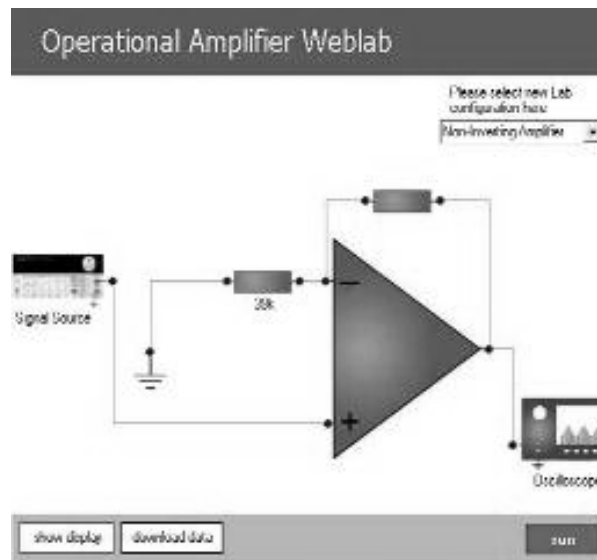 Operational Amplifier Weblab
Please select new Lab
configuration here
Non-Inverting Amplifier
Signal Source
Oscilloscope
show display
download data
run